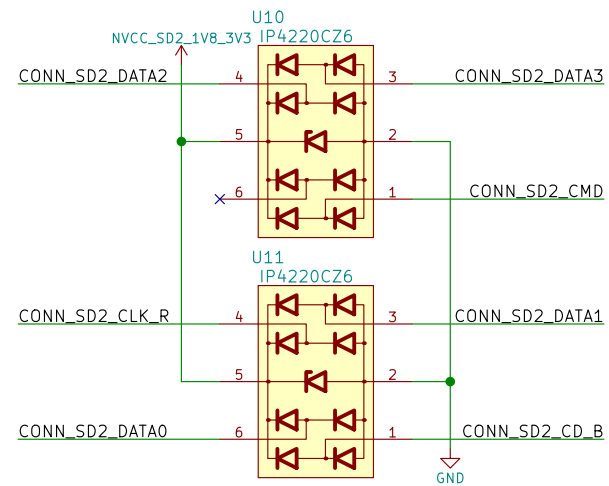 U10
NVCC_SD2_1V8_3V3
IP4220CZ6
CONN_SD2_DATA2 4 3 CONN_SD2_DATA3
5 2
6 1 CONN_SD2_CMD
U11
IP4220CZ6
CONN_SD2_CLK_R 4 3 CONN_SD2_DATA1
5 2
CONN_SD2_DATA0 6 1 CONN_SD2_CD_B
GND